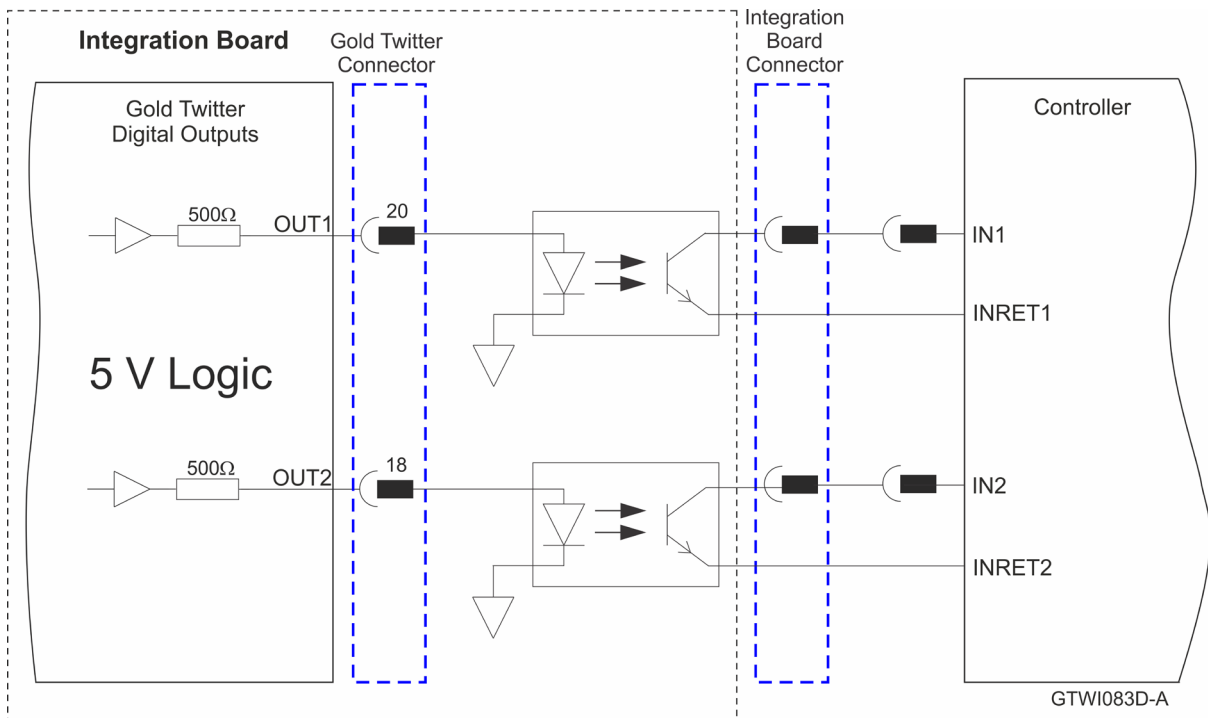 Integration Board
Gold Twitter
Connector
Integration
Board
Connector
Gold Twitter
Digital Outputs
Controller
500Ω
OUT1
20
IN1
INRET1
5 V Logic
500Ω
OUT2
18
IN2
INRET2
GTWI083D-A